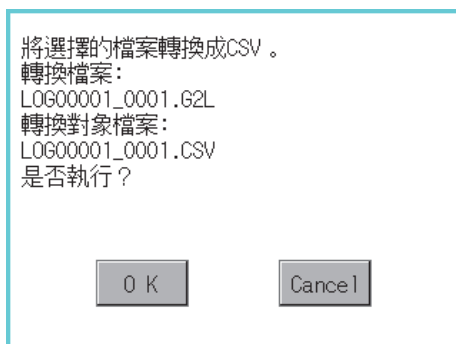 將選擇的檔案轉換成CSV。
轉換檔案:
LOG00001_0001.G2L
轉換對象檔案:
LOG00001_0001.CSV
是否執行？
OK
Cancel